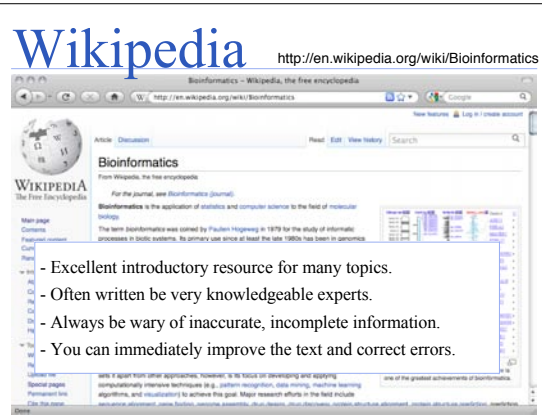 Wikipedia
http://en.wikipedia.org/wiki/Bioinformatics
Bioinformatics – Wikipedia, the free encyclopedia
http://en.wikipedia.org/wiki/Bioinformatics
Google
New features Log in / create account
Article Discussion Read Edit View history Search
WIKIPEDIA
The Free Encyclopedia
Main page
Contents
Featured content
Bioinformatics
From Wikipedia, the free encyclopedia
For the journal, see Bioinformatics (journal).
Bioinformatics is the application of statistics and computer science to the field of molecular
biology.
The term bioinformatics was coined by Paulien Hogeweg in 1979 for the study of informatic
processes in biotic systems. Its primary use since at least the late 1980s has been in genomics
- Excellent introductory resource for many topics.
- Often written be very knowledgeable experts.
- Always be wary of inaccurate, incomplete information.
- You can immediately improve the text and correct errors.
Upload file
Special pages
Permanent link
Cite this page
sets it apart from other approaches, however, is its focus on developing and applying
computationally intensive techniques (e.g., pattern recognition, data mining, machine learning
algorithms, and visualization) to achieve this goal. Major research efforts in the field include
one of the greatest achievements of bioinformatics.
Done